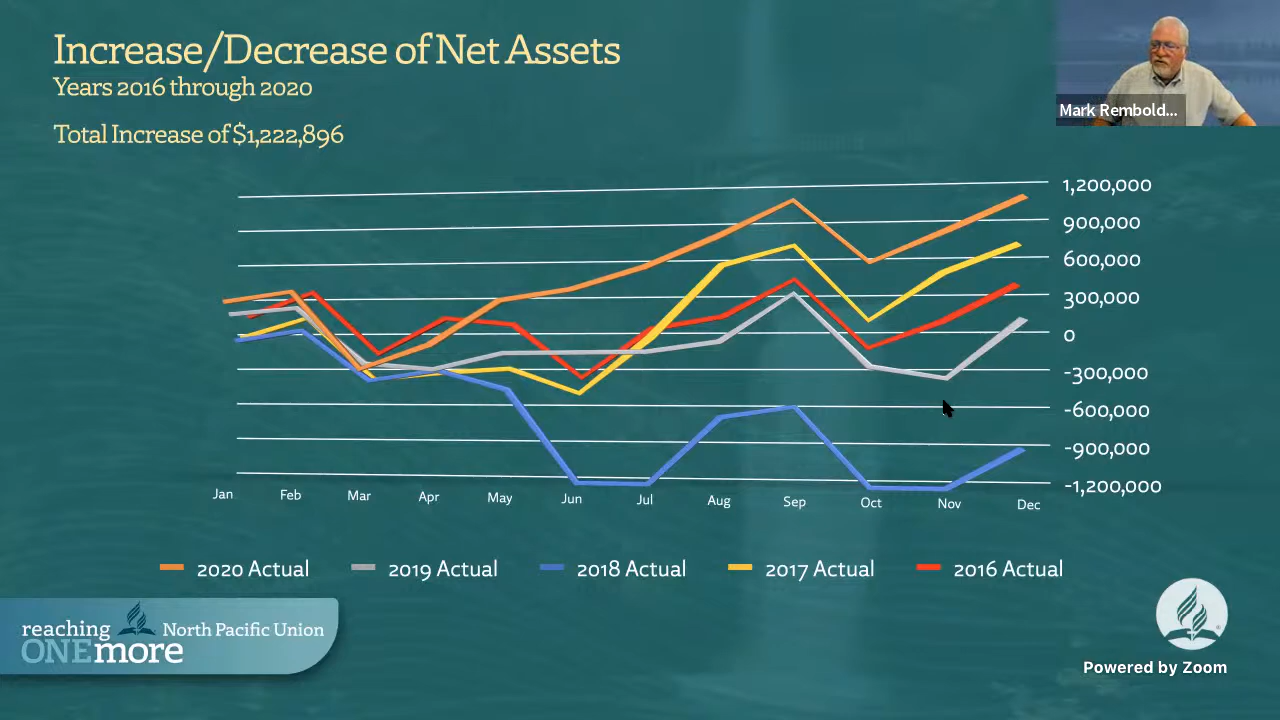 Increase/Decrease of Net Assets
Years 2016 through 2020
Total Increase of $1,222,896
Mark Rembold...
1,200,000
900,000
600,000
300,000
0
-300,000
-600,000
-900,000
-1,200,000
Jan Feb Mar Apr May Jun Jul Aug Sep Oct Nov Dec
2020 Actual 2019 Actual 2018 Actual 2017 Actual 2016 Actual
reaching North Pacific Union
ONEmore
Powered by Zoom